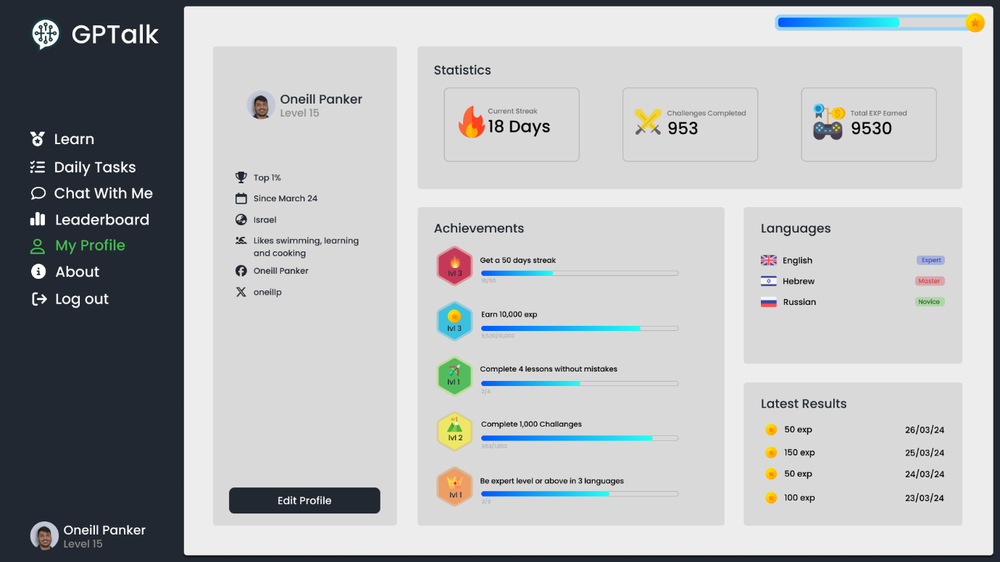 GPTalk
Learn
Daily Tasks
Chat With Me
Leaderboard
My Profile
About
Log out
Oneill Panker
Level 15
Oneill Panker
Level 15
Top 1%
Since March 24
Israel
Likes swimming, learning
and cooking
Oneill Panker
oneillp
Edit Profile
Statistics
Current Streak
18 Days
Challenges Completed
953
Total EXP Earned
9530
Achievements
lvl 3
Get a 50 days streak
18/50
lvl 3
Earn 10,000 exp
9,530/10,000
lvl 1
Complete 4 lessons without mistakes
2/4
lvl 2
Complete 1,000 Challanges
953/1,000
lvl 1
Be expert level or above in 3 languages
2/3
Languages
English Expert
Hebrew Master
Russian Novice
Latest Results
50 exp 26/03/24
150 exp 25/03/24
50 exp 24/03/24
100 exp 23/03/24